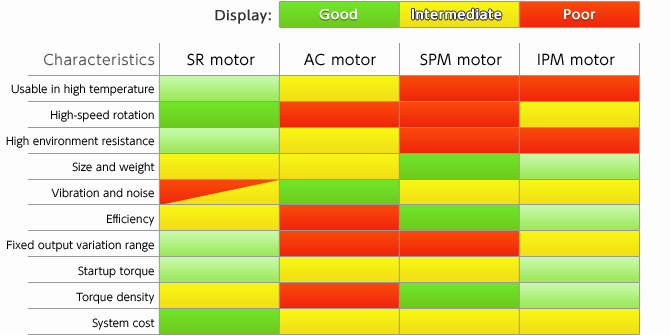 Display: Good Intermediate Poor
Characteristics SR motor AC motor SPM motor IPM motor
Usable in high temperature
High-speed rotation
High environment resistance
Size and weight
Vibration and noise
Efficiency
Fixed output variation range
Startup torque
Torque density
System cost